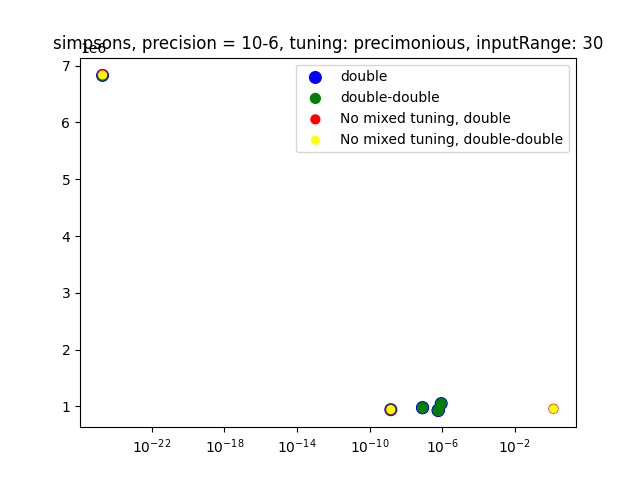 simpsons, precision = 10-6, tuning: precimonious, inputRange: 30
1e6
double
double-double
No mixed tuning, double
No mixed tuning, double-double
7
6
5
4
3
2
1
10⁻²² 10⁻¹⁸ 10⁻¹⁴ 10⁻¹⁰ 10⁻⁶ 10⁻²